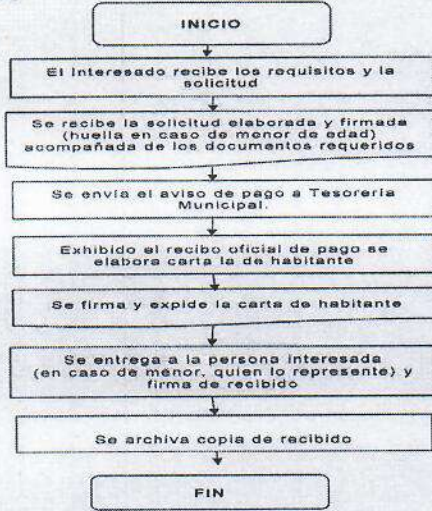 INICIO
El Interesado recibe los requisitos y la
solicitud
Se recibe la solicitud elaborada y firmada
(huella en caso de menor de edad)
acompañada de los documentos requeridos
Se envía el aviso de pago a Tesorería
Municipal.
Exhibido el recibo oficial de pago se
elabora carta la de habitante
Se firma y expide la carta de habitante
Se entrega a la persona interesada
(en caso de menor, quien lo represente) y
firma de recibido
Se archiva copia de recibido
FIN